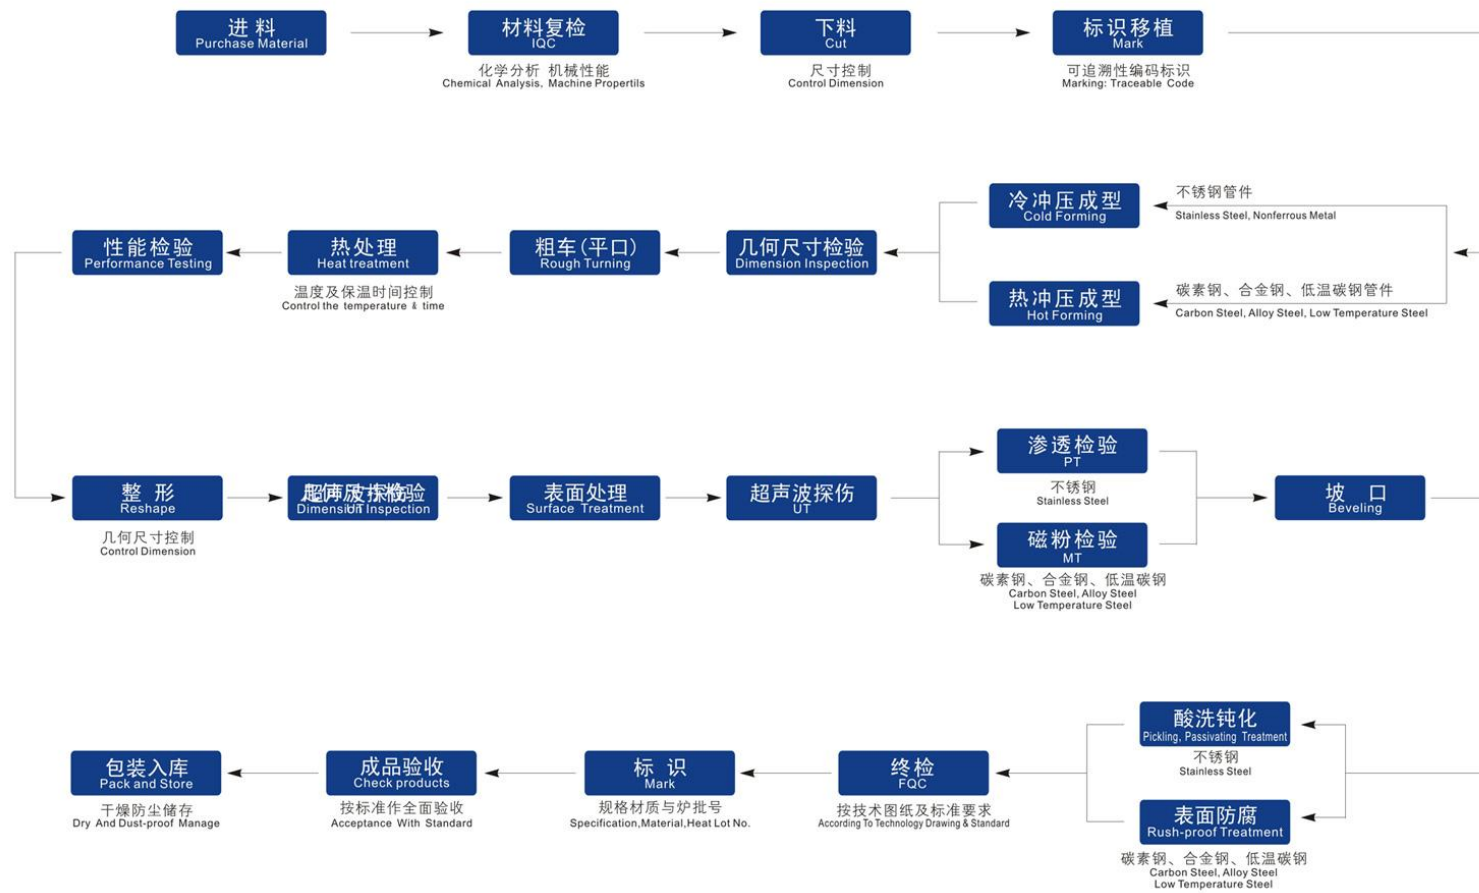 进 料
Purchase Material
材料复检
IQC
化学分析 机械性能
Chemical Analysis, Machine Propertils
下料
Cut
尺寸控制
Control Dimension
标识移植
Mark
可追溯性编码标识
Marking: Traceable Code
不锈钢管件
Stainless Steel, Nonferrous Metal
碳素钢、合金钢、低温碳钢管件
Carbon Steel, Alloy Steel, Low Temperature Steel
冷冲压成型
Cold Forming
热冲压成型
Hot Forming
几何尺寸检验
Dimension Inspection
粗车(平口)
Rough Turning
热处理
Heat treatment
温度及保温时间控制
Control the temperature & time
性能检验
Performance Testing
整 形
Reshape
几何尺寸控制
Control Dimension
几何尺寸检验
Dimension Inspection
超声波探伤
UT
表面处理
Surface Treatment
超声波探伤
UT
渗透检验
PT
不锈钢
Stainless Steel
磁粉检验
MT
碳素钢、合金钢、低温碳钢
Carbon Steel, Alloy Steel
Low Temperature Steel
坡 口
Beveling
酸洗钝化
Pickling, Passivating Treatment
不锈钢
Stainless Steel
表面防腐
Rush-proof Treatment
碳素钢、合金钢、低温碳钢
Carbon Steel, Alloy Steel
Low Temperature Steel
终检
FQC
按技术图纸及标准要求
According To Technology Drawing & Standard
标 识
Mark
规格材质与炉批号
Specification,Material,Heat Lot No.
成品验收
Check products
按标准作全面验收
Acceptance With Standard
包装入库
Pack and Store
干燥防尘储存
Dry And Dust-proof Manage